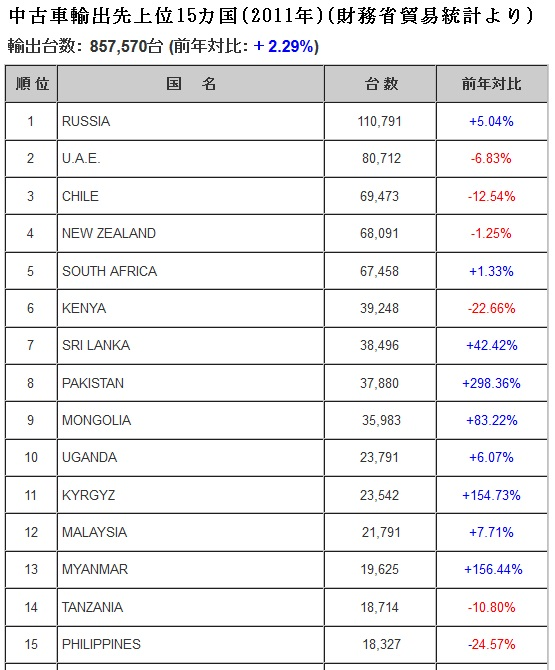 中古車輸出先上位15カ国(2011年)(財務省貿易統計より)
輸出台数: 857,570台 (前年対比: + 2.29%)
順 位 国 名 台 数 前年対比
1 RUSSIA 110,791 +5.04%
2 U.A.E. 80,712 -6.83%
3 CHILE 69,473 -12.54%
4 NEW ZEALAND 68,091 -1.25%
5 SOUTH AFRICA 67,458 +1.33%
6 KENYA 39,248 -22.66%
7 SRI LANKA 38,496 +42.42%
8 PAKISTAN 37,880 +298.36%
9 MONGOLIA 35,983 +83.22%
10 UGANDA 23,791 +6.07%
11 KYRGYZ 23,542 +154.73%
12 MALAYSIA 21,791 +7.71%
13 MYANMAR 19,625 +156.44%
14 TANZANIA 18,714 -10.80%
15 PHILIPPINES 18,327 -24.57%